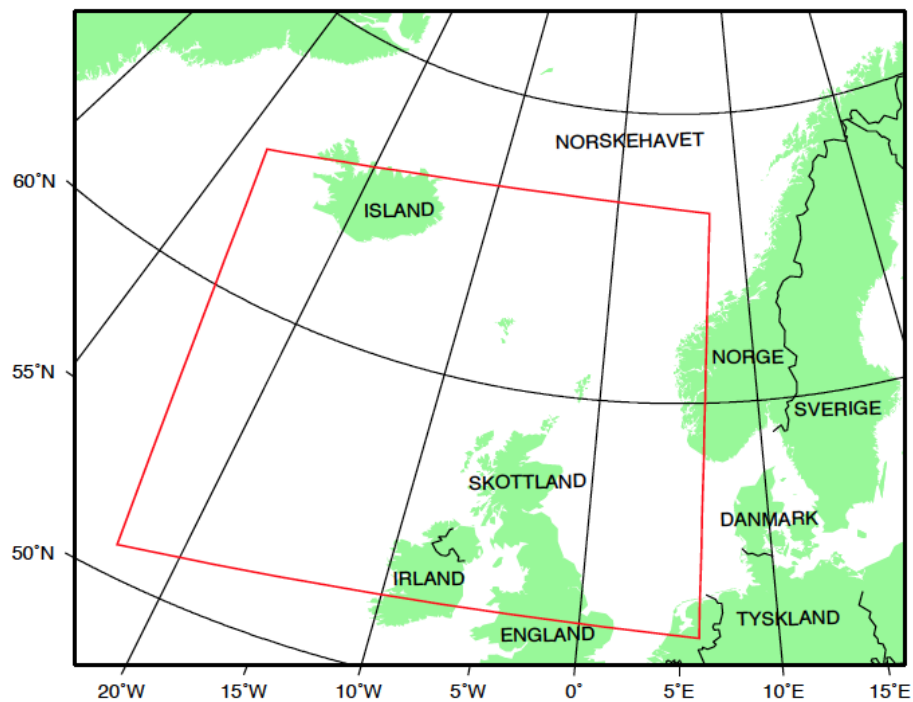 NORSKEHAVET
60°N
ISLAND
55°N
NORGE
SVERIGE
SKOTTLAND
DANMARK
50°N
IRLAND
TYSKLAND
ENGLAND
20°W 15°W 10°W 5°W 0° 5°E 10°E 15°E